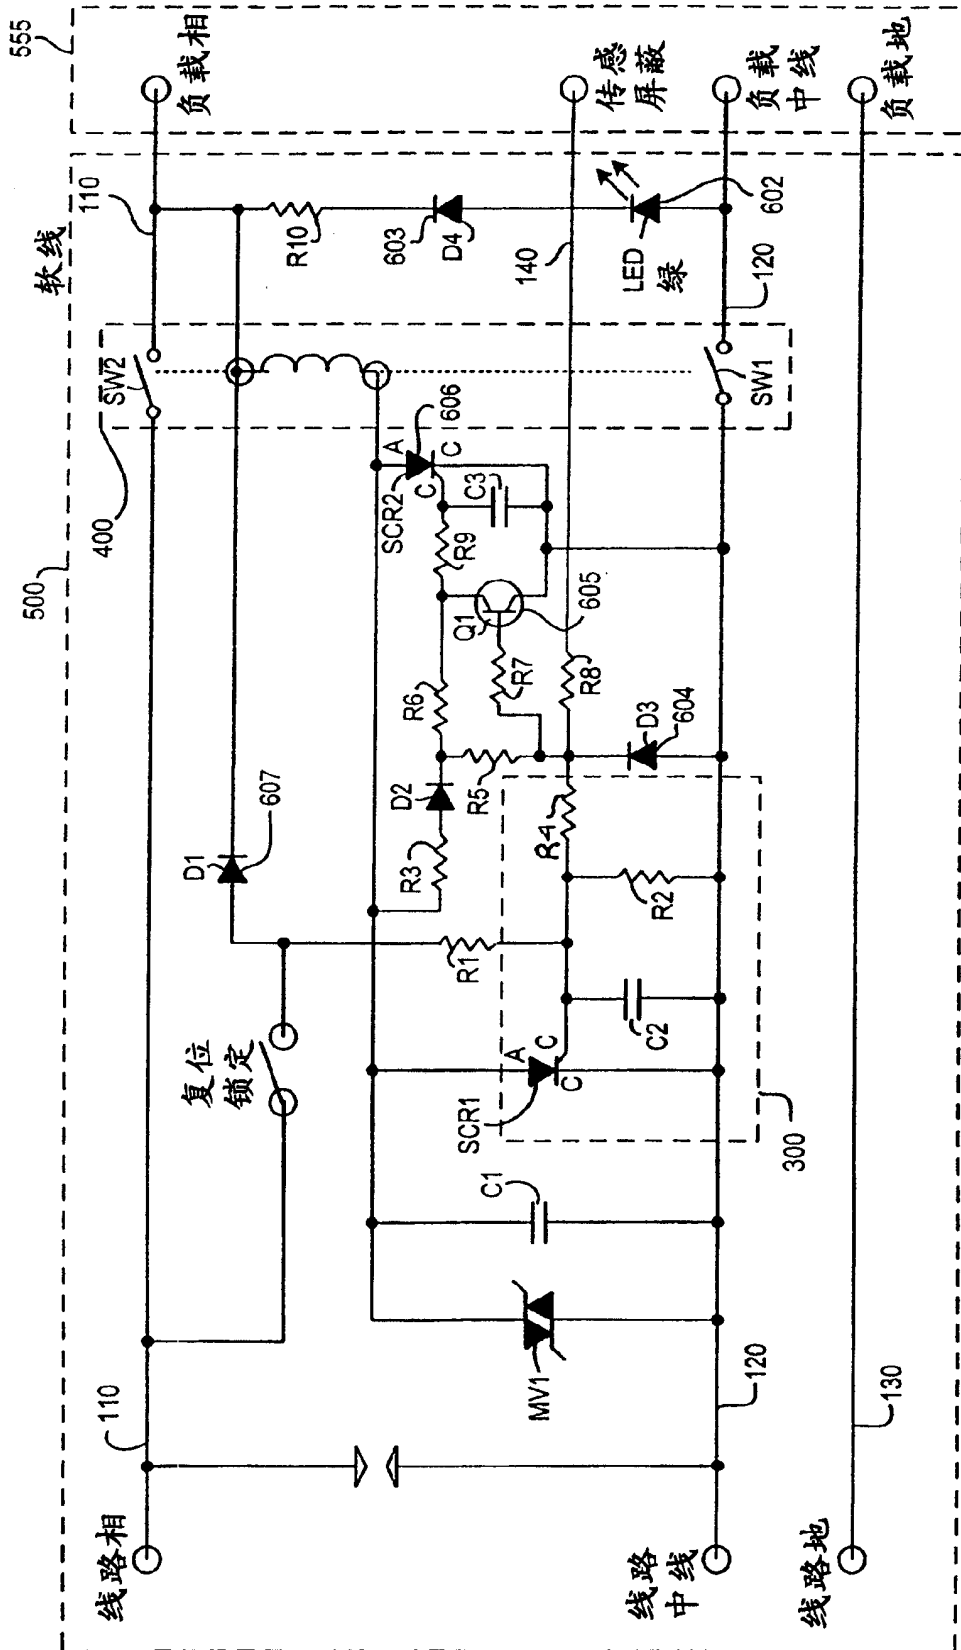 555
500
软线
110
负载相
SW2
400
R10
603
D4
140
传感
屏蔽
LED
绿
602
120
负载
中线
SW1
负载地
A
606
SCR2
C
C
C3
R9
Q1
605
R6
R7
R8
D1
607
D2
R5
D3
604
R3
R4
R2
R1
复位
锁定
A
C
C
C2
SCR1
300
C1
MV1
110
120
130
线路相
线路
中线
线路地